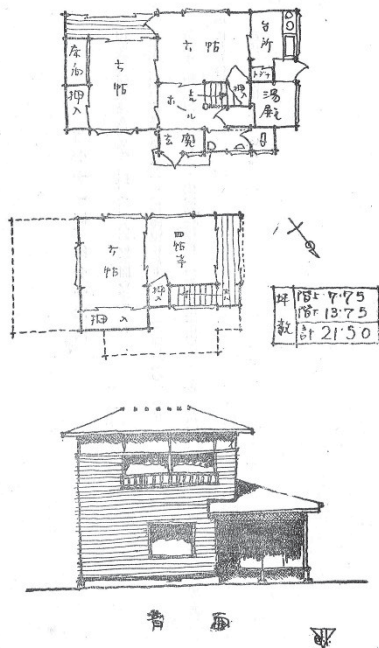 六帖
台所
床の間
七帖
押入
ホール
押入
湯殿
玄関
六帖
四帖半
押入
押入
坪数
階上 7.75
階下 13.75
計 21.50
背面